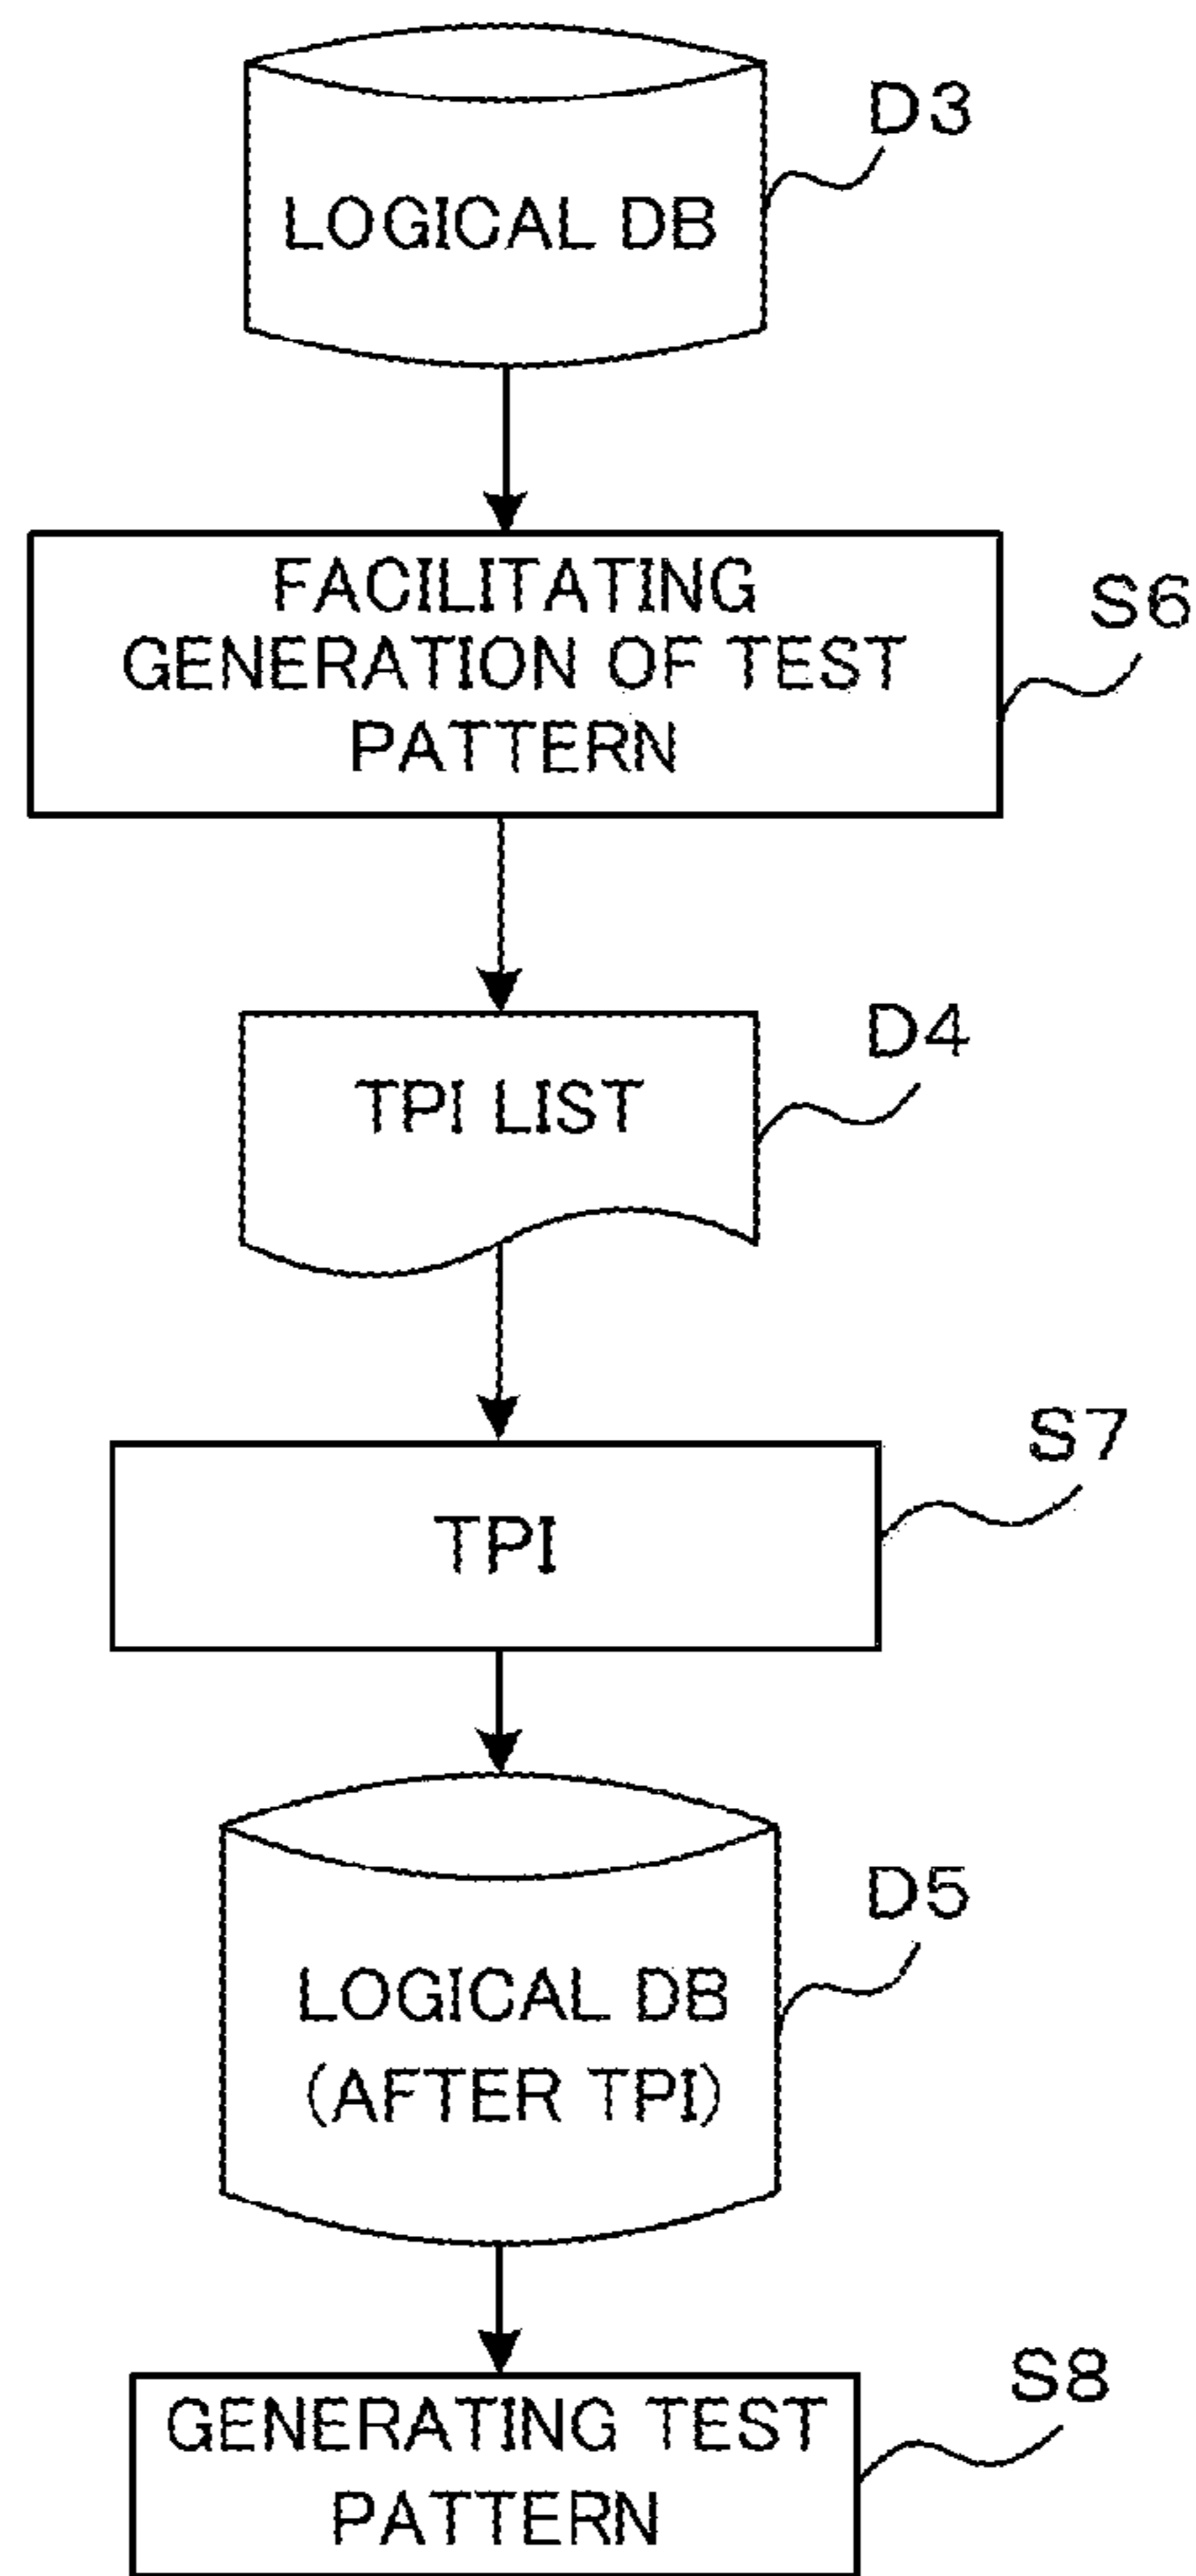 D3
LOGICAL DB
FACILITATING
GENERATION OF TEST
PATTERN
S6
D4
TPI LIST
S7
TPI
D5
LOGICAL DB
(AFTER TPI)
S8
GENERATING TEST
PATTERN